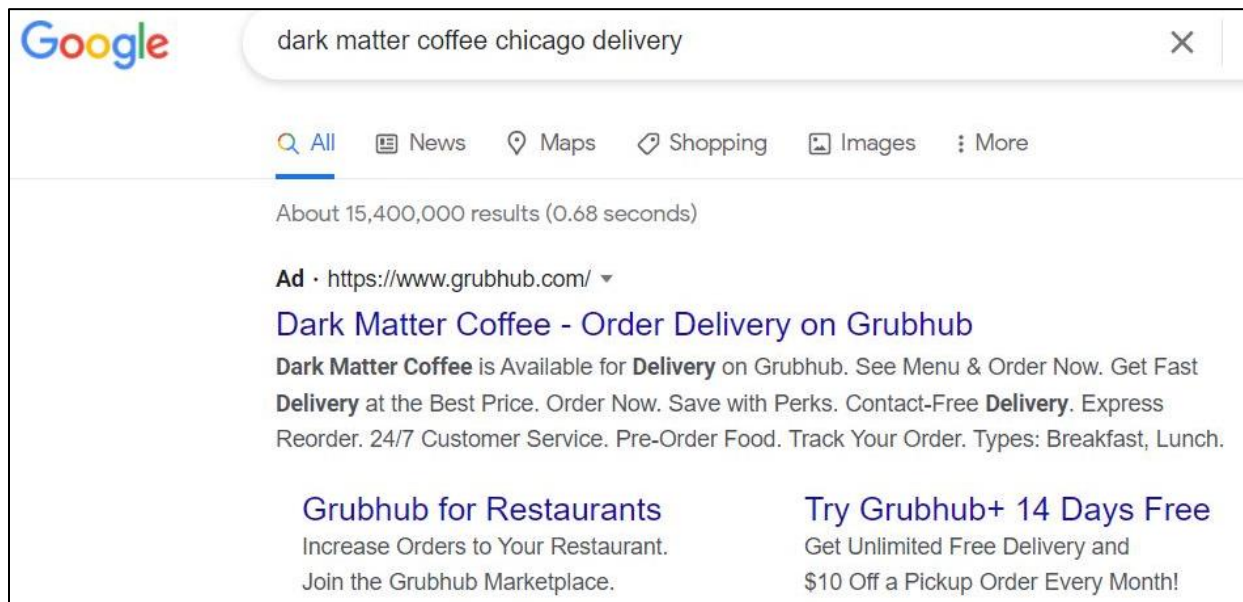 Google
dark matter coffee chicago delivery
All News Maps Shopping Images More
About 15,400,000 results (0.68 seconds)
Ad · https://www.grubhub.com/
Dark Matter Coffee - Order Delivery on Grubhub
Dark Matter Coffee is Available for Delivery on Grubhub. See Menu & Order Now. Get Fast
Delivery at the Best Price. Order Now. Save with Perks. Contact-Free Delivery. Express
Reorder. 24/7 Customer Service. Pre-Order Food. Track Your Order. Types: Breakfast, Lunch.
Grubhub for Restaurants
Increase Orders to Your Restaurant.
Join the Grubhub Marketplace.
Try Grubhub+ 14 Days Free
Get Unlimited Free Delivery and
$10 Off a Pickup Order Every Month!